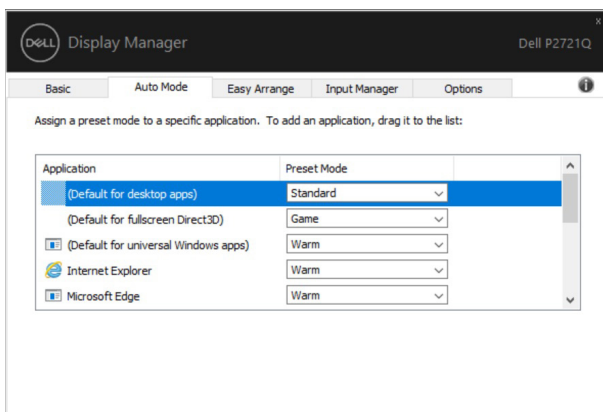 DELL Display Manager
Dell P2721Q
x
Basic Auto Mode Easy Arrange Input Manager Options
Assign a preset mode to a specific application. To add an application, drag it to the list:
Application Preset Mode
(Default for desktop apps) Standard
(Default for fullscreen Direct3D) Game
(Default for universal Windows apps) Warm
Internet Explorer Warm
Microsoft Edge Warm